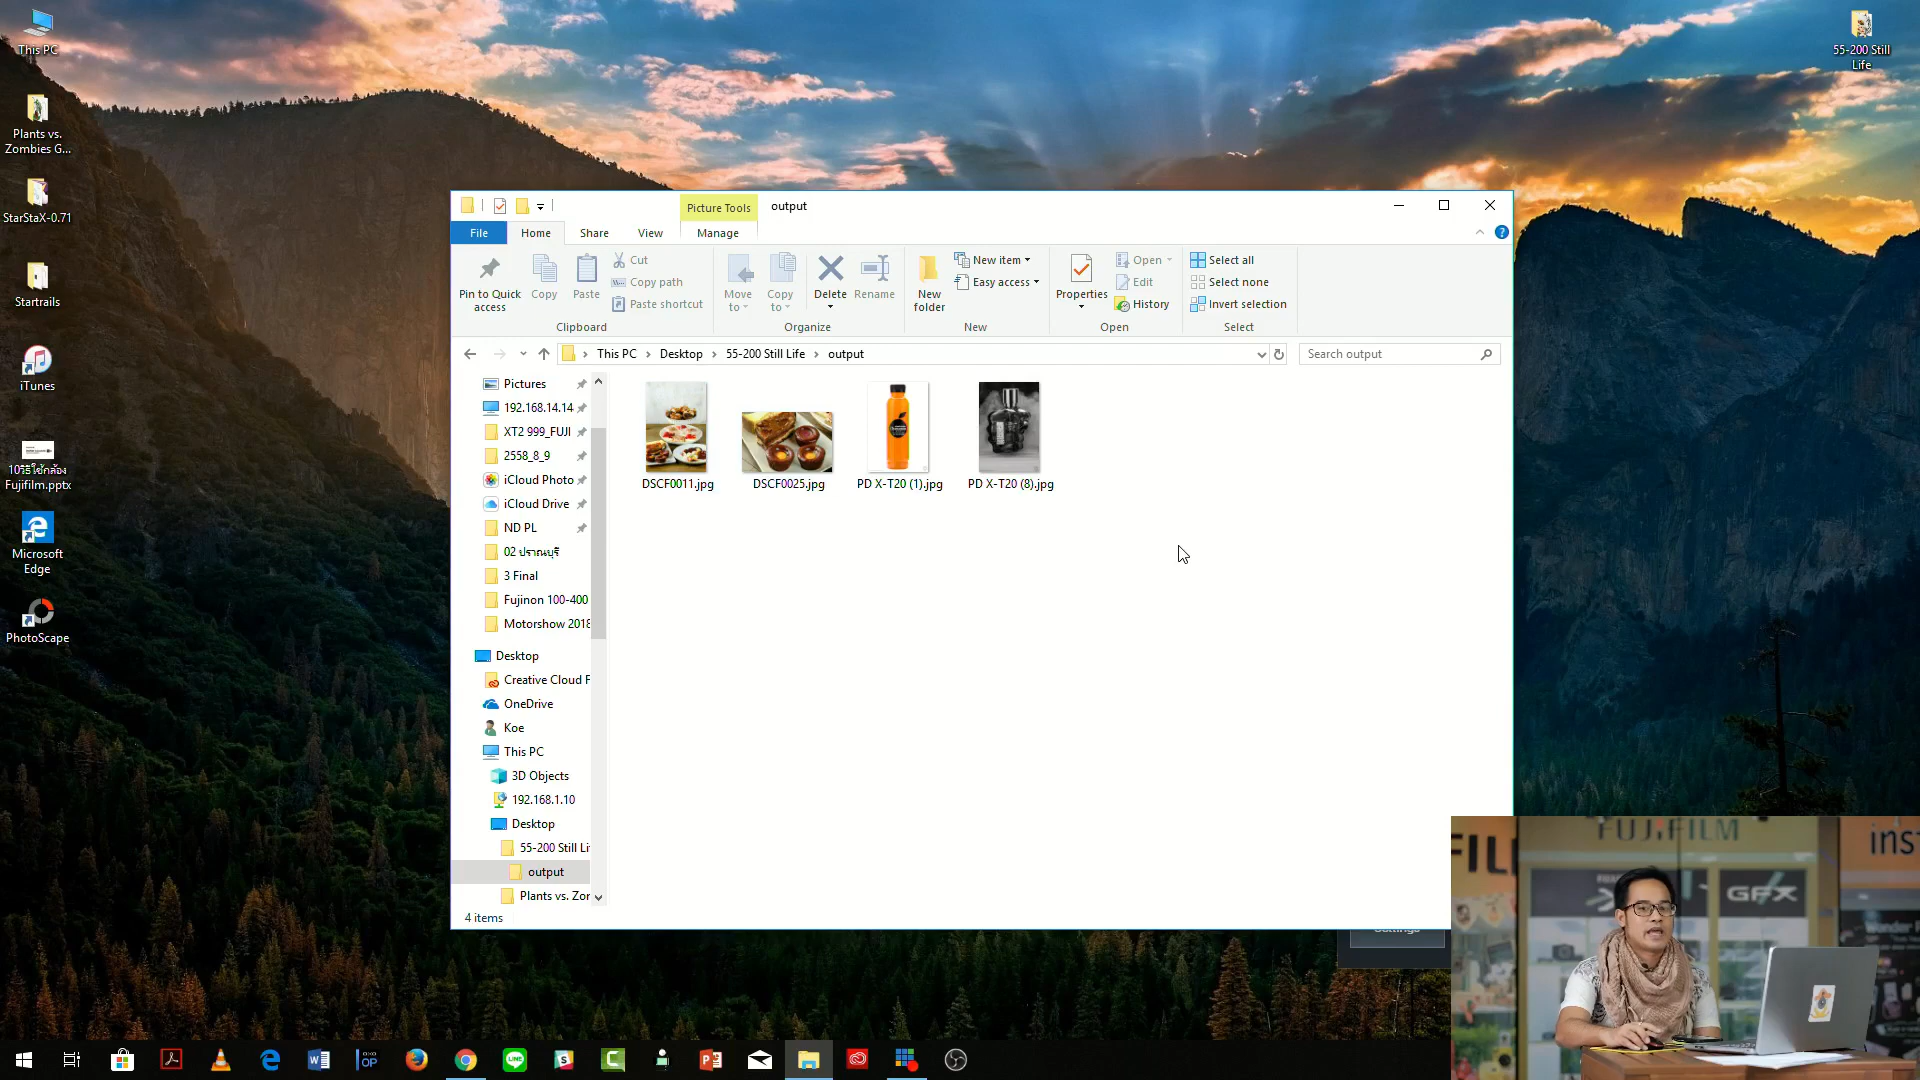 This PC
Plants vs.
Zombies G...
StarStaX-0.71
Startrails
iTunes
10วิธีใช้กล้อง
Fujifilm.pptx
Microsoft
Edge
PhotoScape
55-200 Still
Life
Picture Tools
output
File
Home
Share
View
Manage
Pin to Quick
access
Copy
Paste
Cut
Copy path
Paste shortcut
Clipboard
Move
to
Copy
to
Delete
Rename
Organize
New
folder
New item
Easy access
New
Properties
Open
Edit
History
Open
Select all
Select none
Invert selection
Select
This PC
Desktop
55-200 Still Life
output
Search output
Pictures
192.168.14.14
XT2 999_FUJI
2558_8_9
iCloud Photo
iCloud Drive
ND PL
02 ปราณบุรี
3 Final
Fujinon 100-400
Motorshow 2018
Desktop
Creative Cloud F
OneDrive
Koe
This PC
3D Objects
192.168.1.10
Desktop
55-200 Still Li
output
Plants vs. Zor
4 items
DSCF0011.jpg
DSCF0025.jpg
PD X-T20 (1).jpg
PD X-T20 (8).jpg
FUJIFILM
FIL
ins
GFX